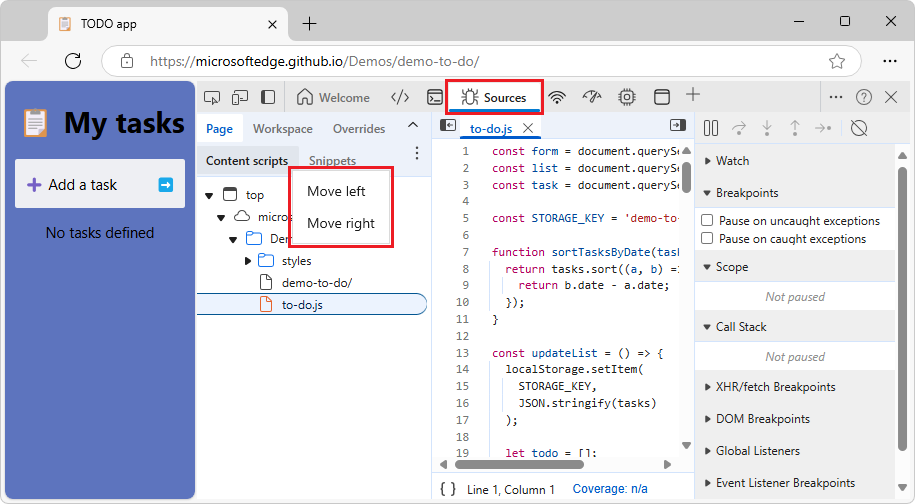 TODO app
https://microsoftedge.github.io/Demos/demo-to-do/
My tasks
Add a task
No tasks defined
Welcome
Sources
Page Workspace Overrides
Content scripts Snippets
Move left
Move right
top
micros
Den
styles
demo-to-do/
to-do.js
to-do.js
1 const form = document.querySe
2 const list = document.querySe
3 const task = document.querySe
4
5 const STORAGE_KEY = 'demo-to-
6
7 function sortTasksByDate(task
8 return tasks.sort((a, b) =
9 return b.date - a.date;
10 });
11 }
12
13 const updateList = () => {
14 localStorage.setItem(
15 STORAGE_KEY,
16 JSON.stringify(tasks)
17 );
18
19 let todo = [];
{ } Line 1, Column 1 Coverage: n/a
Watch
Breakpoints
Pause on uncaught exceptions
Pause on caught exceptions
Scope
Not paused
Call Stack
Not paused
XHR/fetch Breakpoints
DOM Breakpoints
Global Listeners
Event Listener Breakpoints